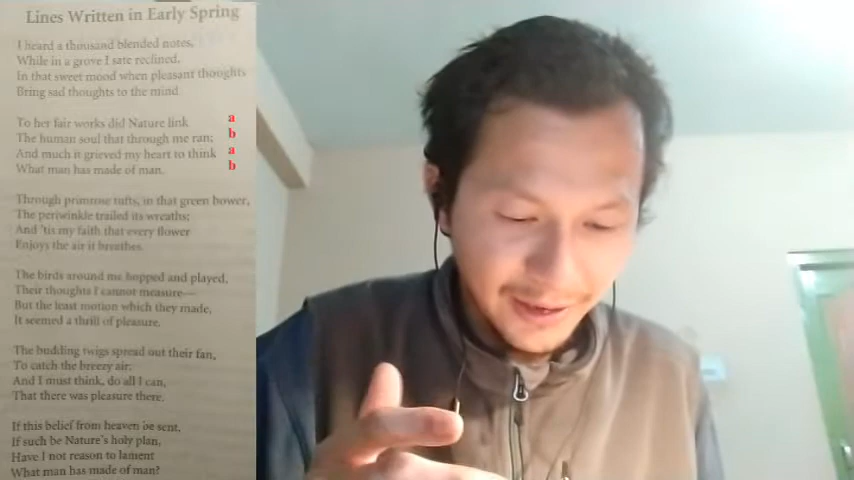 Lines Written in Early Spring
I heard a thousand blended notes,
While in a grove I sate reclined,
In that sweet mood when pleasant thoughts
Bring sad thoughts to the mind.
To her fair works did Nature link a
The human soul that through me ran; b
And much it grieved my heart to think a
What man has made of man. b
Through primrose tufts, in that green bower,
The periwinkle trailed its wreaths;
And 'tis my faith that every flower
Enjoys the air it breathes.
The birds around me hopped and played,
Their thoughts I cannot measure—
But the least motion which they made,
It seemed a thrill of pleasure.
The budding twigs spread out their fan,
To catch the breezy air;
And I must think, do all I can,
That there was pleasure there.
If this belief from heaven be sent,
If such be Nature's holy plan,
Have I not reason to lament
What man has made of man?